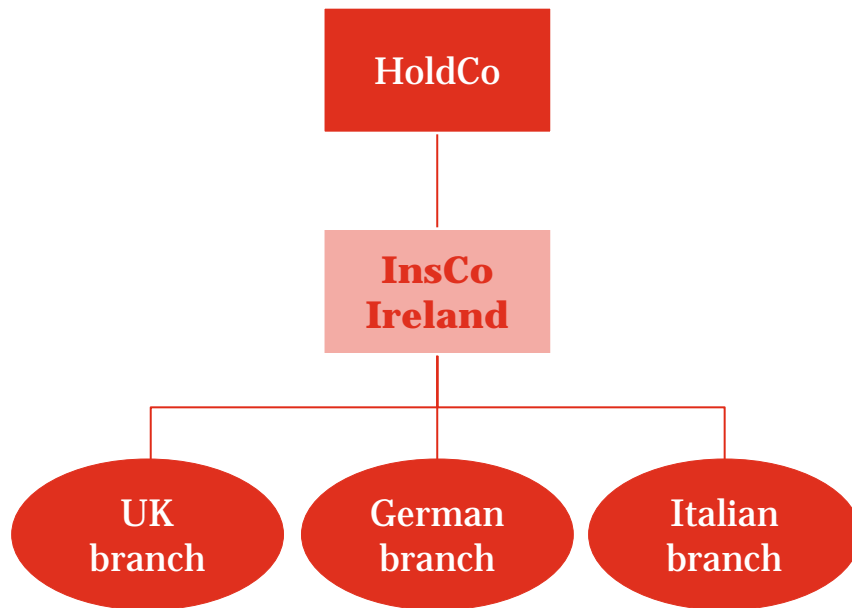 HoldCo
InsCo
Ireland
UK
branch
German
branch
Italian
branch